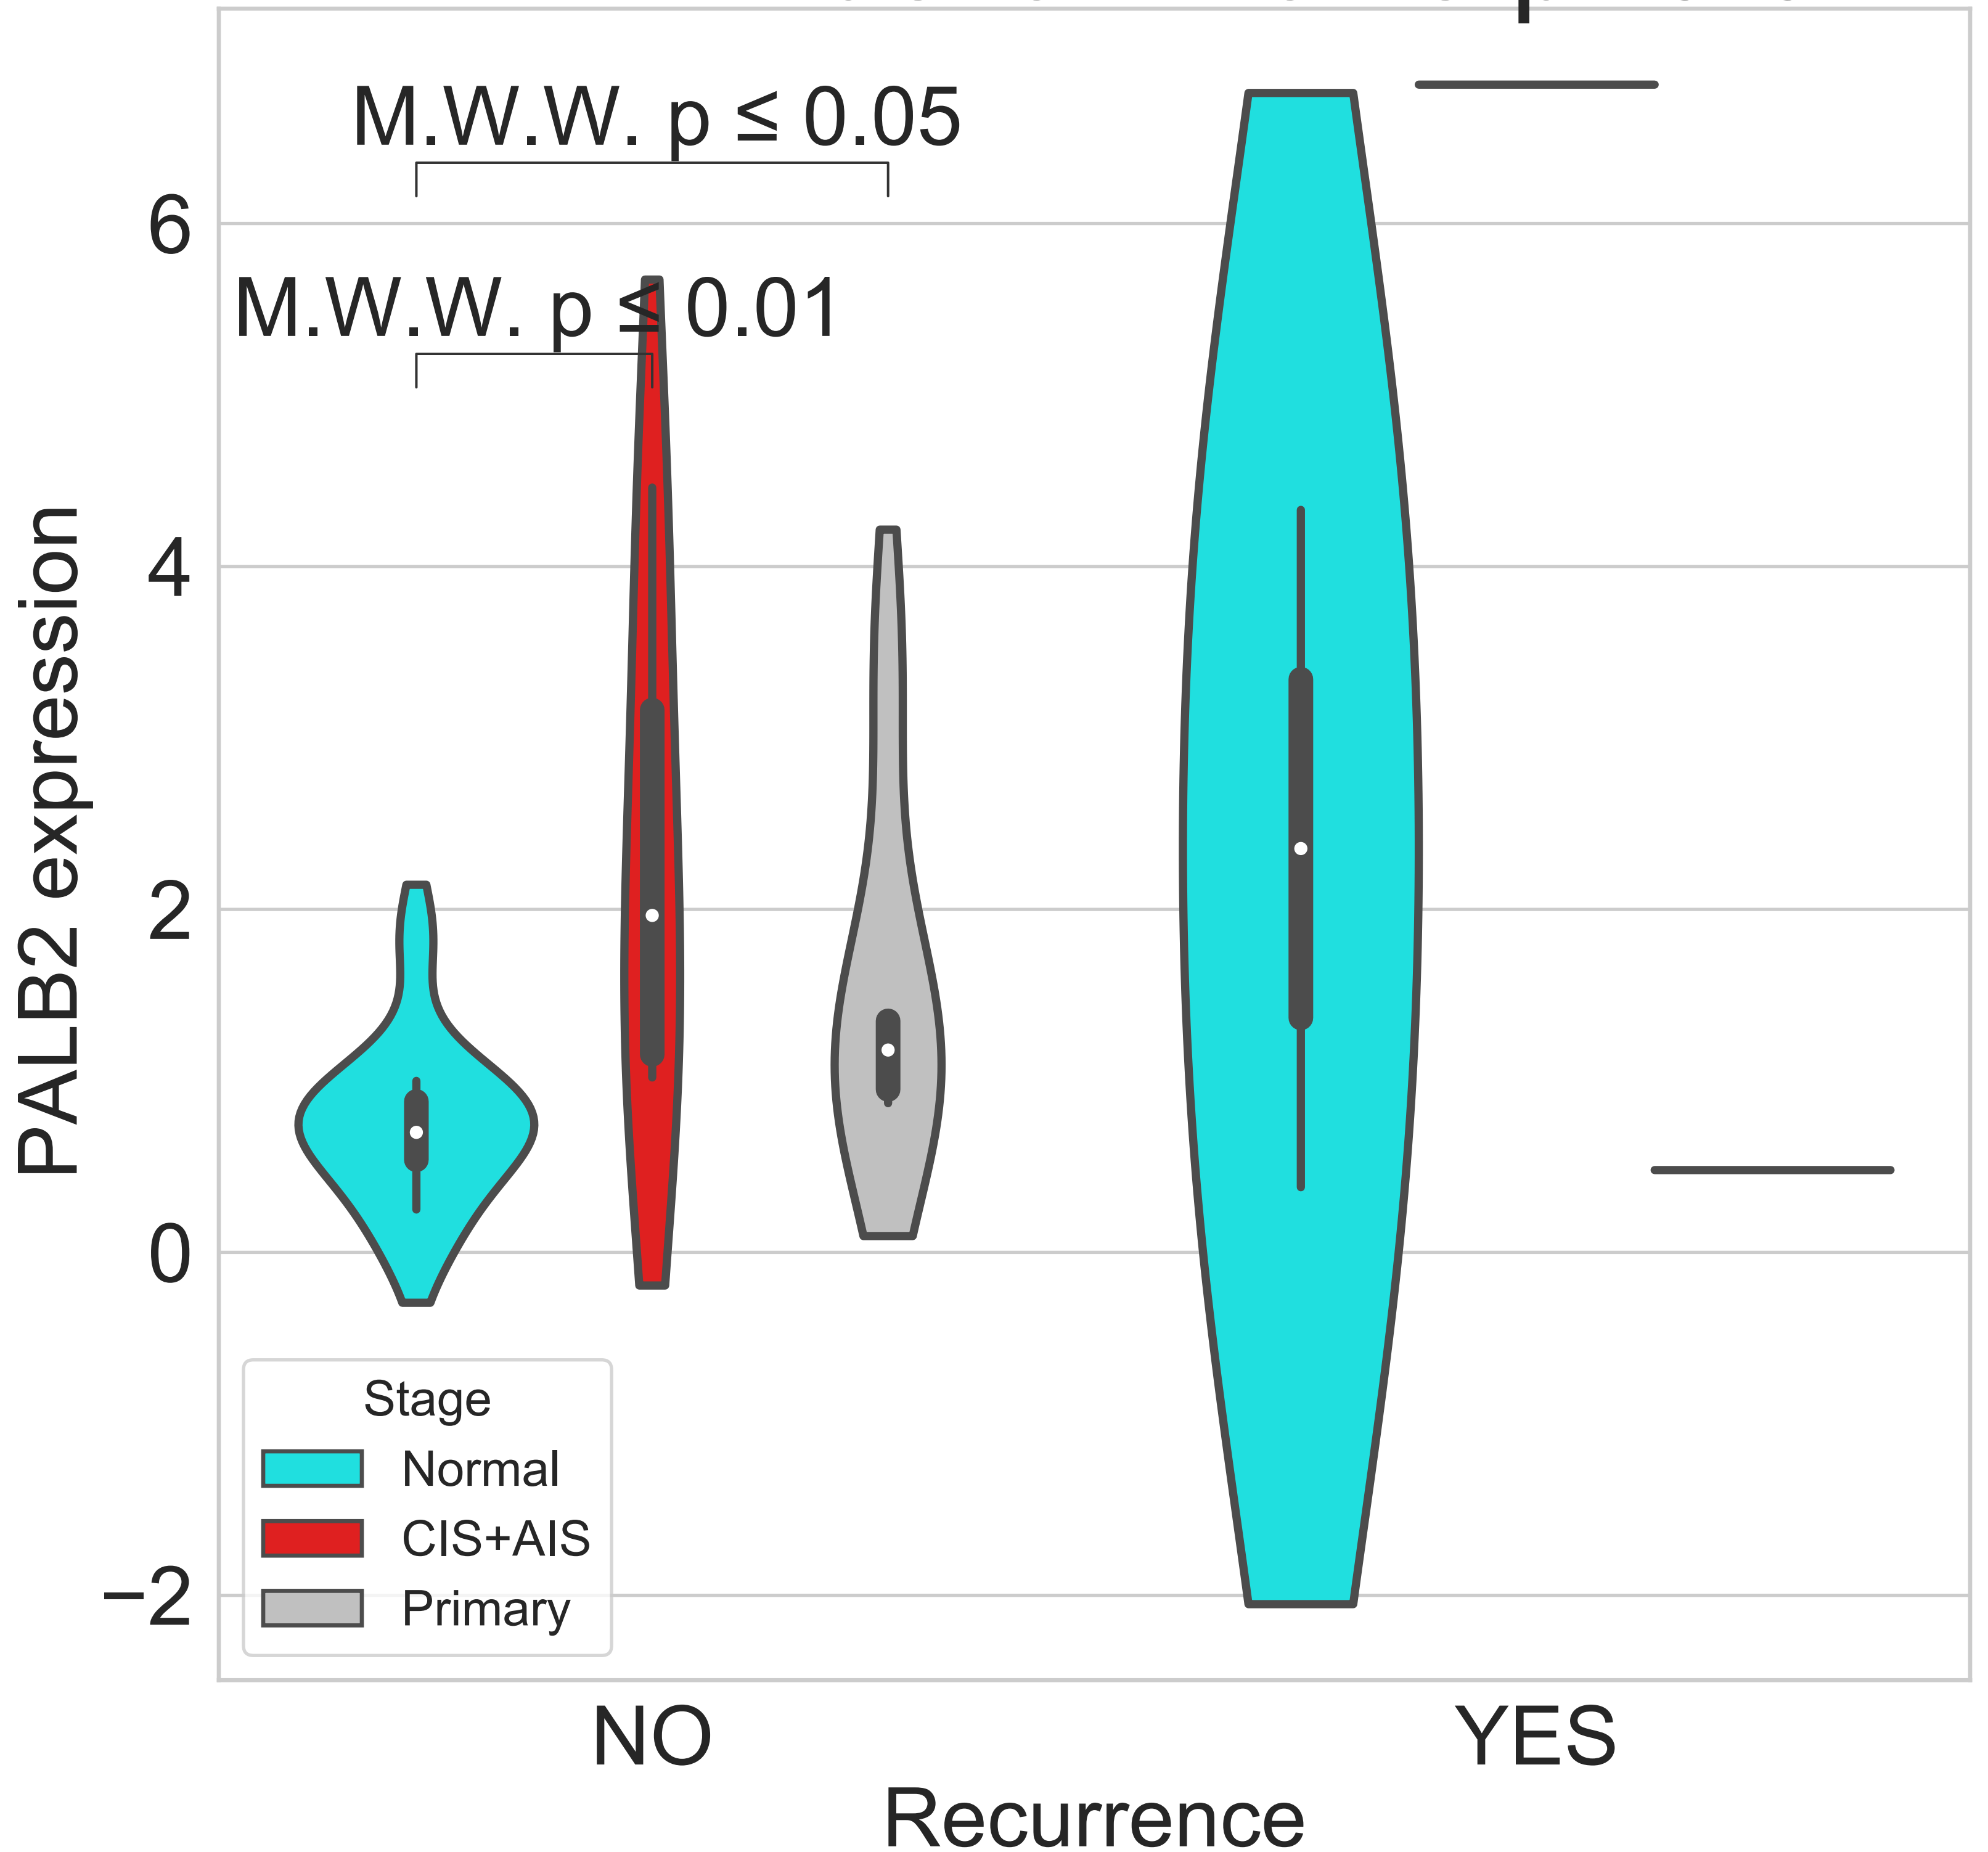 M.W.W. p ≤ 0.05
M.W.W. p ≤ 0.01
6
4
2
0
−2
PALB2 expression
Stage
Normal
CIS+AIS
Primary
NO
YES
Recurrence